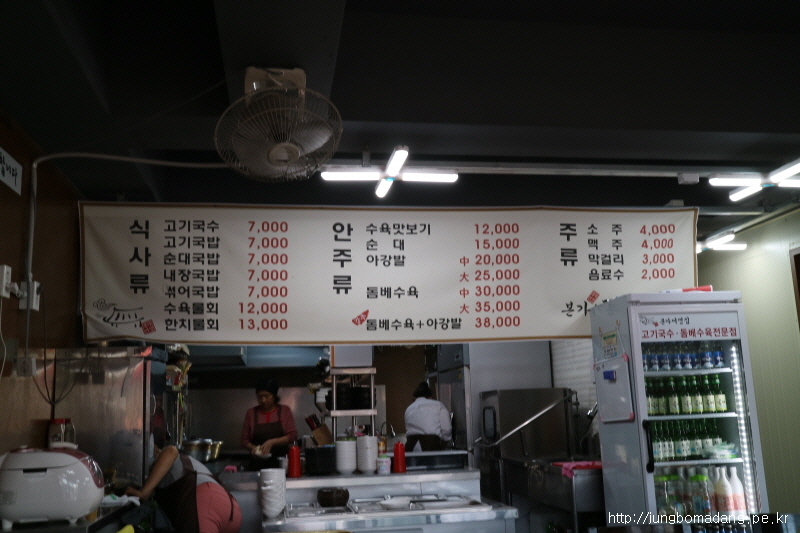 식사류
고기국수 7,000
고기국밥 7,000
순대국밥 7,000
내장국밥 7,000
섞어국밥 7,000
수육물회 12,000
한치물회 13,000
안주류
수육맛보기 12,000
순 대 15,000
아강발 中 20,000
大 25,000
돔베수육 中 30,000
大 35,000
돔베수육+아강발 38,000
주류
소 주 4,000
맥 주 4,000
막걸리 3,000
음료수 2,000
본가
고기국수·돔베수육전문점
http://jungbomadang.pe.kr